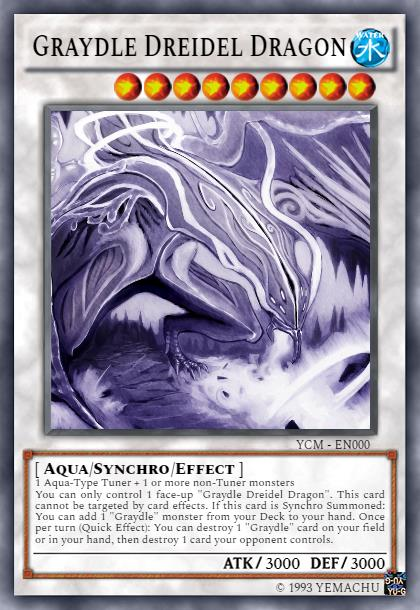 GRAYDLE DREIDEL DRAGON
WATER
水
YCM - EN000
[ AQUA/SYNCHRO/EFFECT ]
1 Aqua-Type Tuner + 1 or more non-Tuner monsters
You can only control 1 face-up "Graydle Dreidel Dragon". This card
cannot be targeted by card effects. If this card is Synchro Summoned:
You can add 1 "Graydle" monster from your Deck to your hand. Once
per turn (Quick Effect): You can destroy 1 "Graydle" card on your field
or in your hand, then destroy 1 card your opponent controls.
ATK / 3000 DEF / 3000
© 1993 YEMACHU